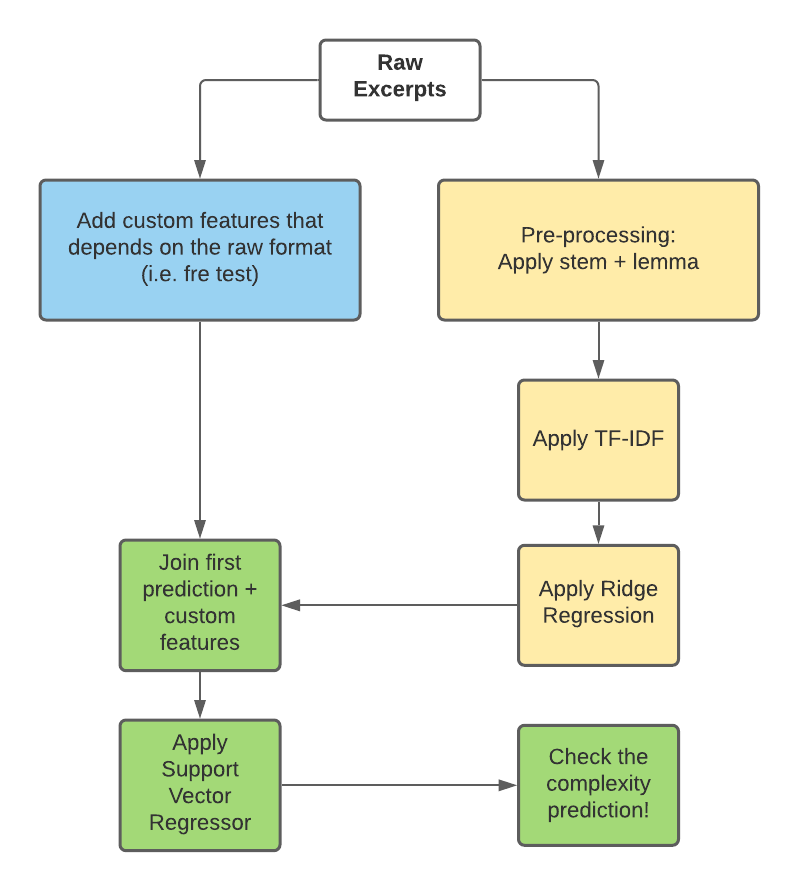 Raw
Excerpts
Add custom features that
depends on the raw format
(i.e. fre test)
Pre-processing:
Apply stem + lemma
Apply TF-IDF
Join first
prediction +
custom
features
Apply Ridge
Regression
Apply
Support
Vector
Regressor
Check the
complexity
prediction!